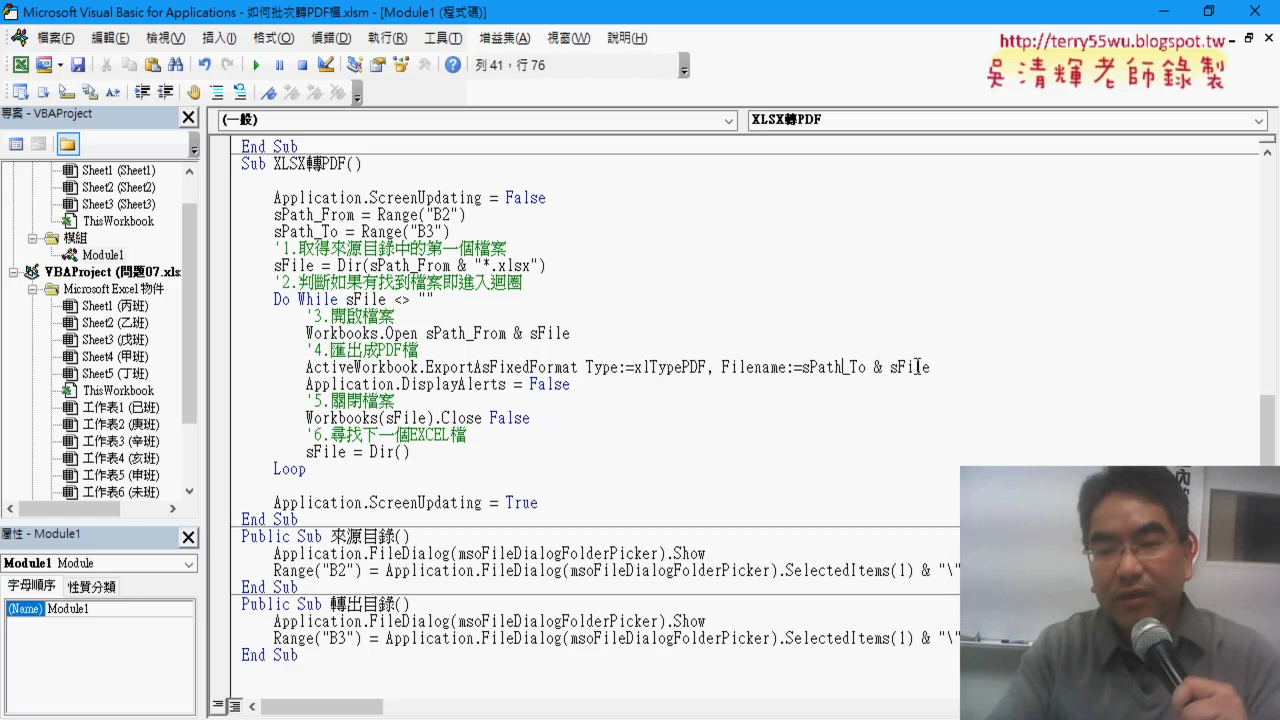 Microsoft Visual Basic for Applications - 如何批次轉PDF檔.xlsm - [Module1 (程式碼)]
檔案(F) 編輯(E) 檢視(V) 插入(I) 格式(O) 偵錯(D) 執行(R) 工具(T) 增益集(A) 視窗(W) 說明(H)
http://terry55wu.blogspot.tw
吳清輝老師錄製
列 41，行 76
專案 - VBAProject
(一般)
XLSX轉PDF
Sheet1 (Sheet1)
Sheet2 (Sheet2)
Sheet3 (Sheet3)
ThisWorkbook
模組
Module1
VBAProject (問題07.xls
Microsoft Excel 物件
Sheet1 (丙班)
Sheet2 (乙班)
Sheet3 (戊班)
Sheet4 (甲班)
Sheet5 (丁班)
ThisWorkbook
工作表1 (已班)
工作表2 (庚班)
工作表3 (辛班)
工作表4 (亥班)
工作表5 (申班)
工作表6 (未班)
屬性 - Module1
Module1 Module
字母順序 性質分類
(Name) Module1
End Sub
Sub XLSX轉PDF()
Application.ScreenUpdating = False
sPath_From = Range("B2")
sPath_To = Range("B3")
'1.取得來源目錄中的第一個檔案
sFile = Dir(sPath_From & "*.xlsx")
'2.判斷如果有找到檔案即進入迴圈
Do While sFile <> ""
'3.開啟檔案
Workbooks.Open sPath_From & sFile
'4.匯出成PDF檔
ActiveWorkbook.ExportAsFixedFormat Type:=xlTypePDF, Filename:=sPath_To & sFile
Application.DisplayAlerts = False
'5.關閉檔案
Workbooks(sFile).Close False
'6.尋找下一個EXCEL檔
sFile = Dir()
Loop
Application.ScreenUpdating = True
End Sub
Public Sub 來源目錄()
Application.FileDialog(msoFileDialogFolderPicker).Show
Range("B2") = Application.FileDialog(msoFileDialogFolderPicker).SelectedItems(1) & "\"
End Sub
Public Sub 轉出目錄()
Application.FileDialog(msoFileDialogFolderPicker).Show
Range("B3") = Application.FileDialog(msoFileDialogFolderPicker).SelectedItems(1) & "\"
End Sub